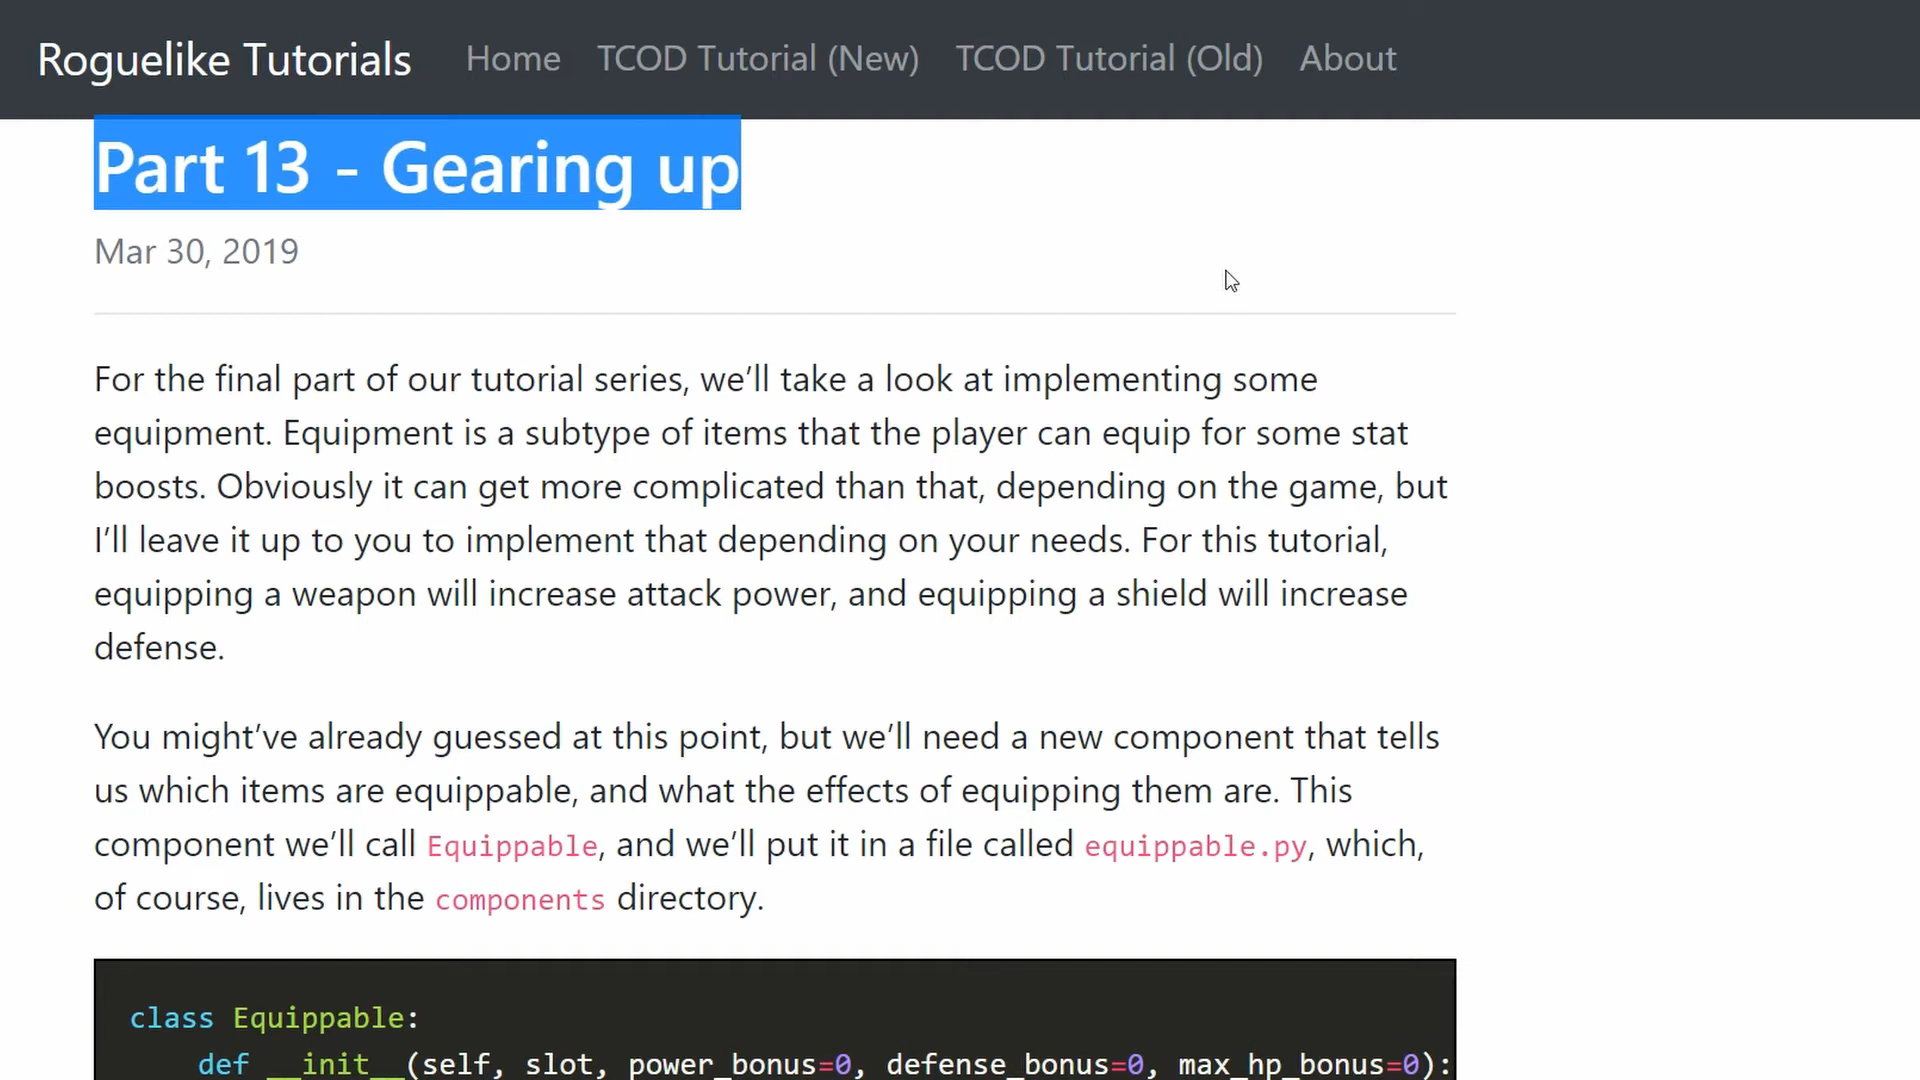 Roguelike Tutorials Home TCOD Tutorial (New) TCOD Tutorial (Old) About
Part 13 - Gearing up
Mar 30, 2019
For the final part of our tutorial series, we’ll take a look at implementing some
equipment. Equipment is a subtype of items that the player can equip for some stat
boosts. Obviously it can get more complicated than that, depending on the game, but
I’ll leave it up to you to implement that depending on your needs. For this tutorial,
equipping a weapon will increase attack power, and equipping a shield will increase
defense.
You might’ve already guessed at this point, but we’ll need a new component that tells
us which items are equippable, and what the effects of equipping them are. This
component we’ll call Equippable, and we’ll put it in a file called equippable.py, which,
of course, lives in the components directory.
class Equippable:
def __init__(self, slot, power_bonus=0, defense_bonus=0, max_hp_bonus=0):